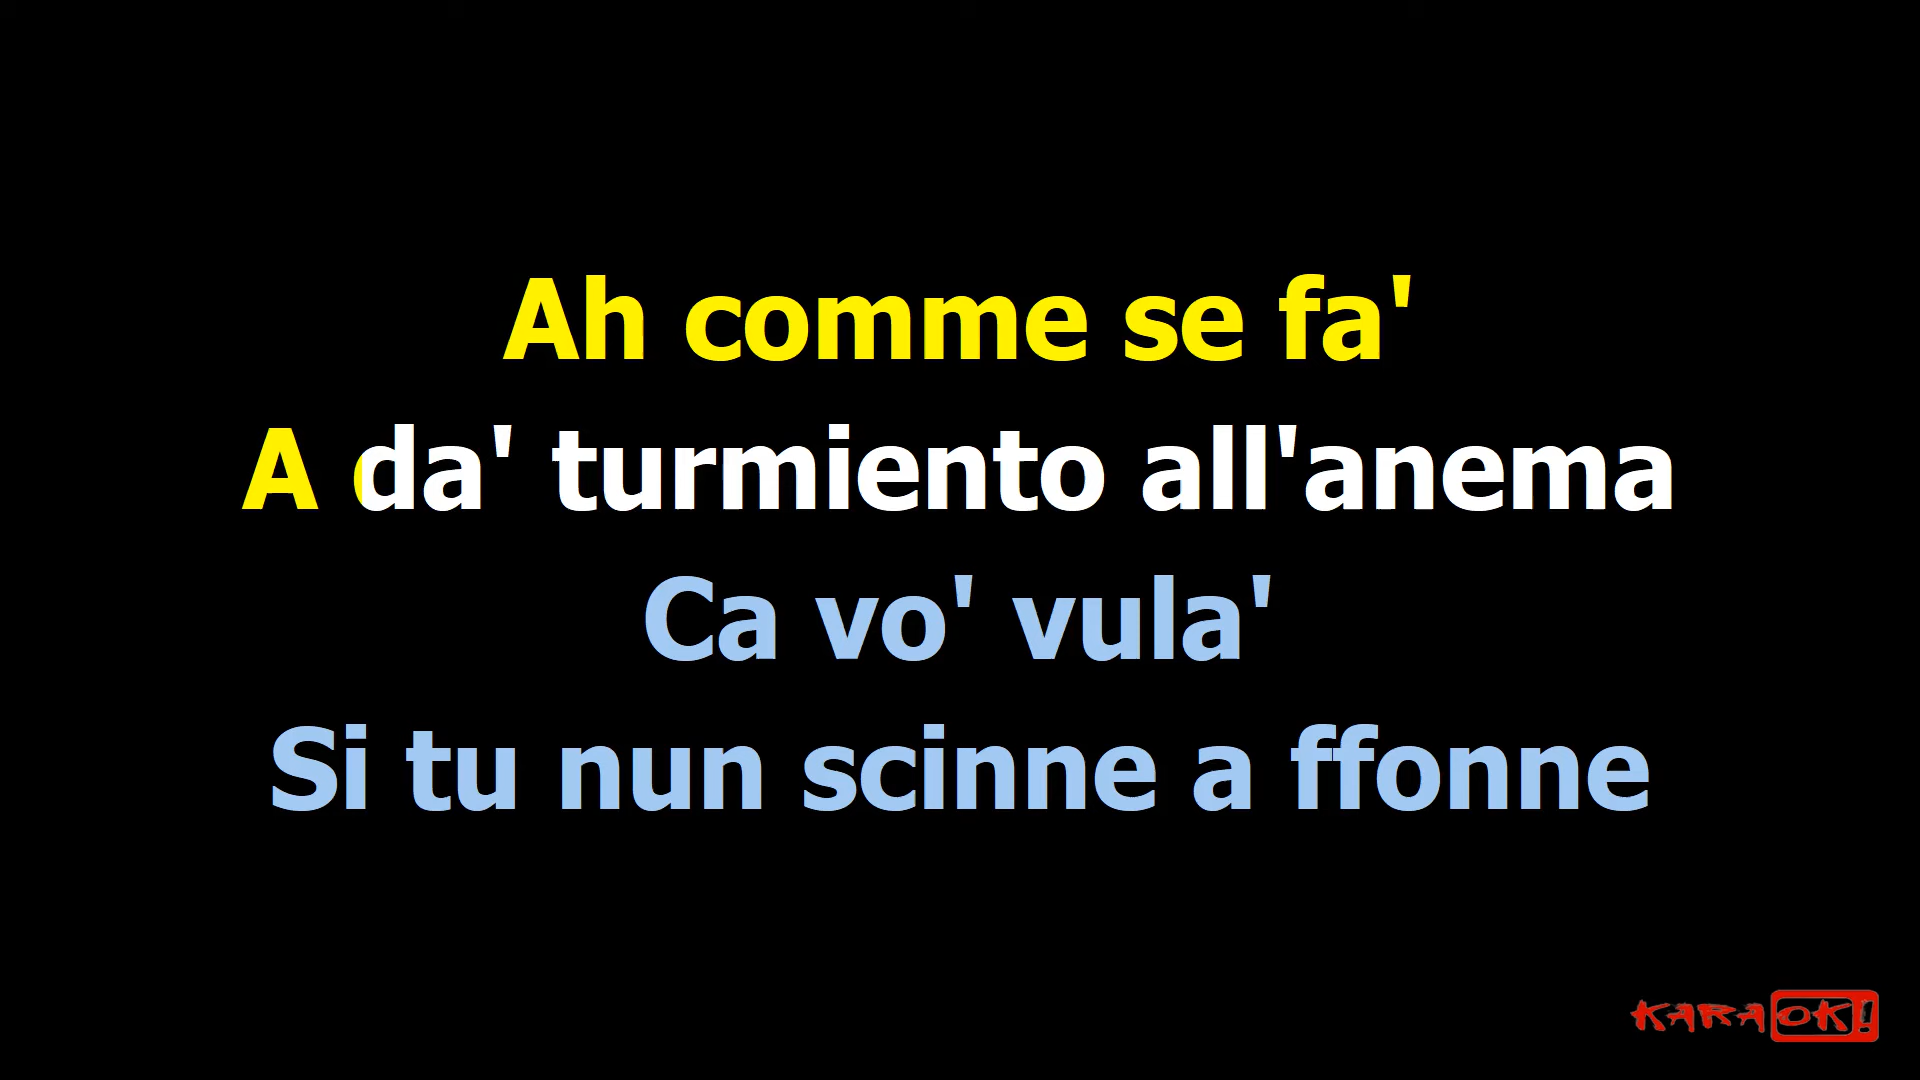 Ah comme se fa'
A da' turmiento all'anema
Ca vo' vula'
Si tu nun scinne a ffonne
KARAOK!